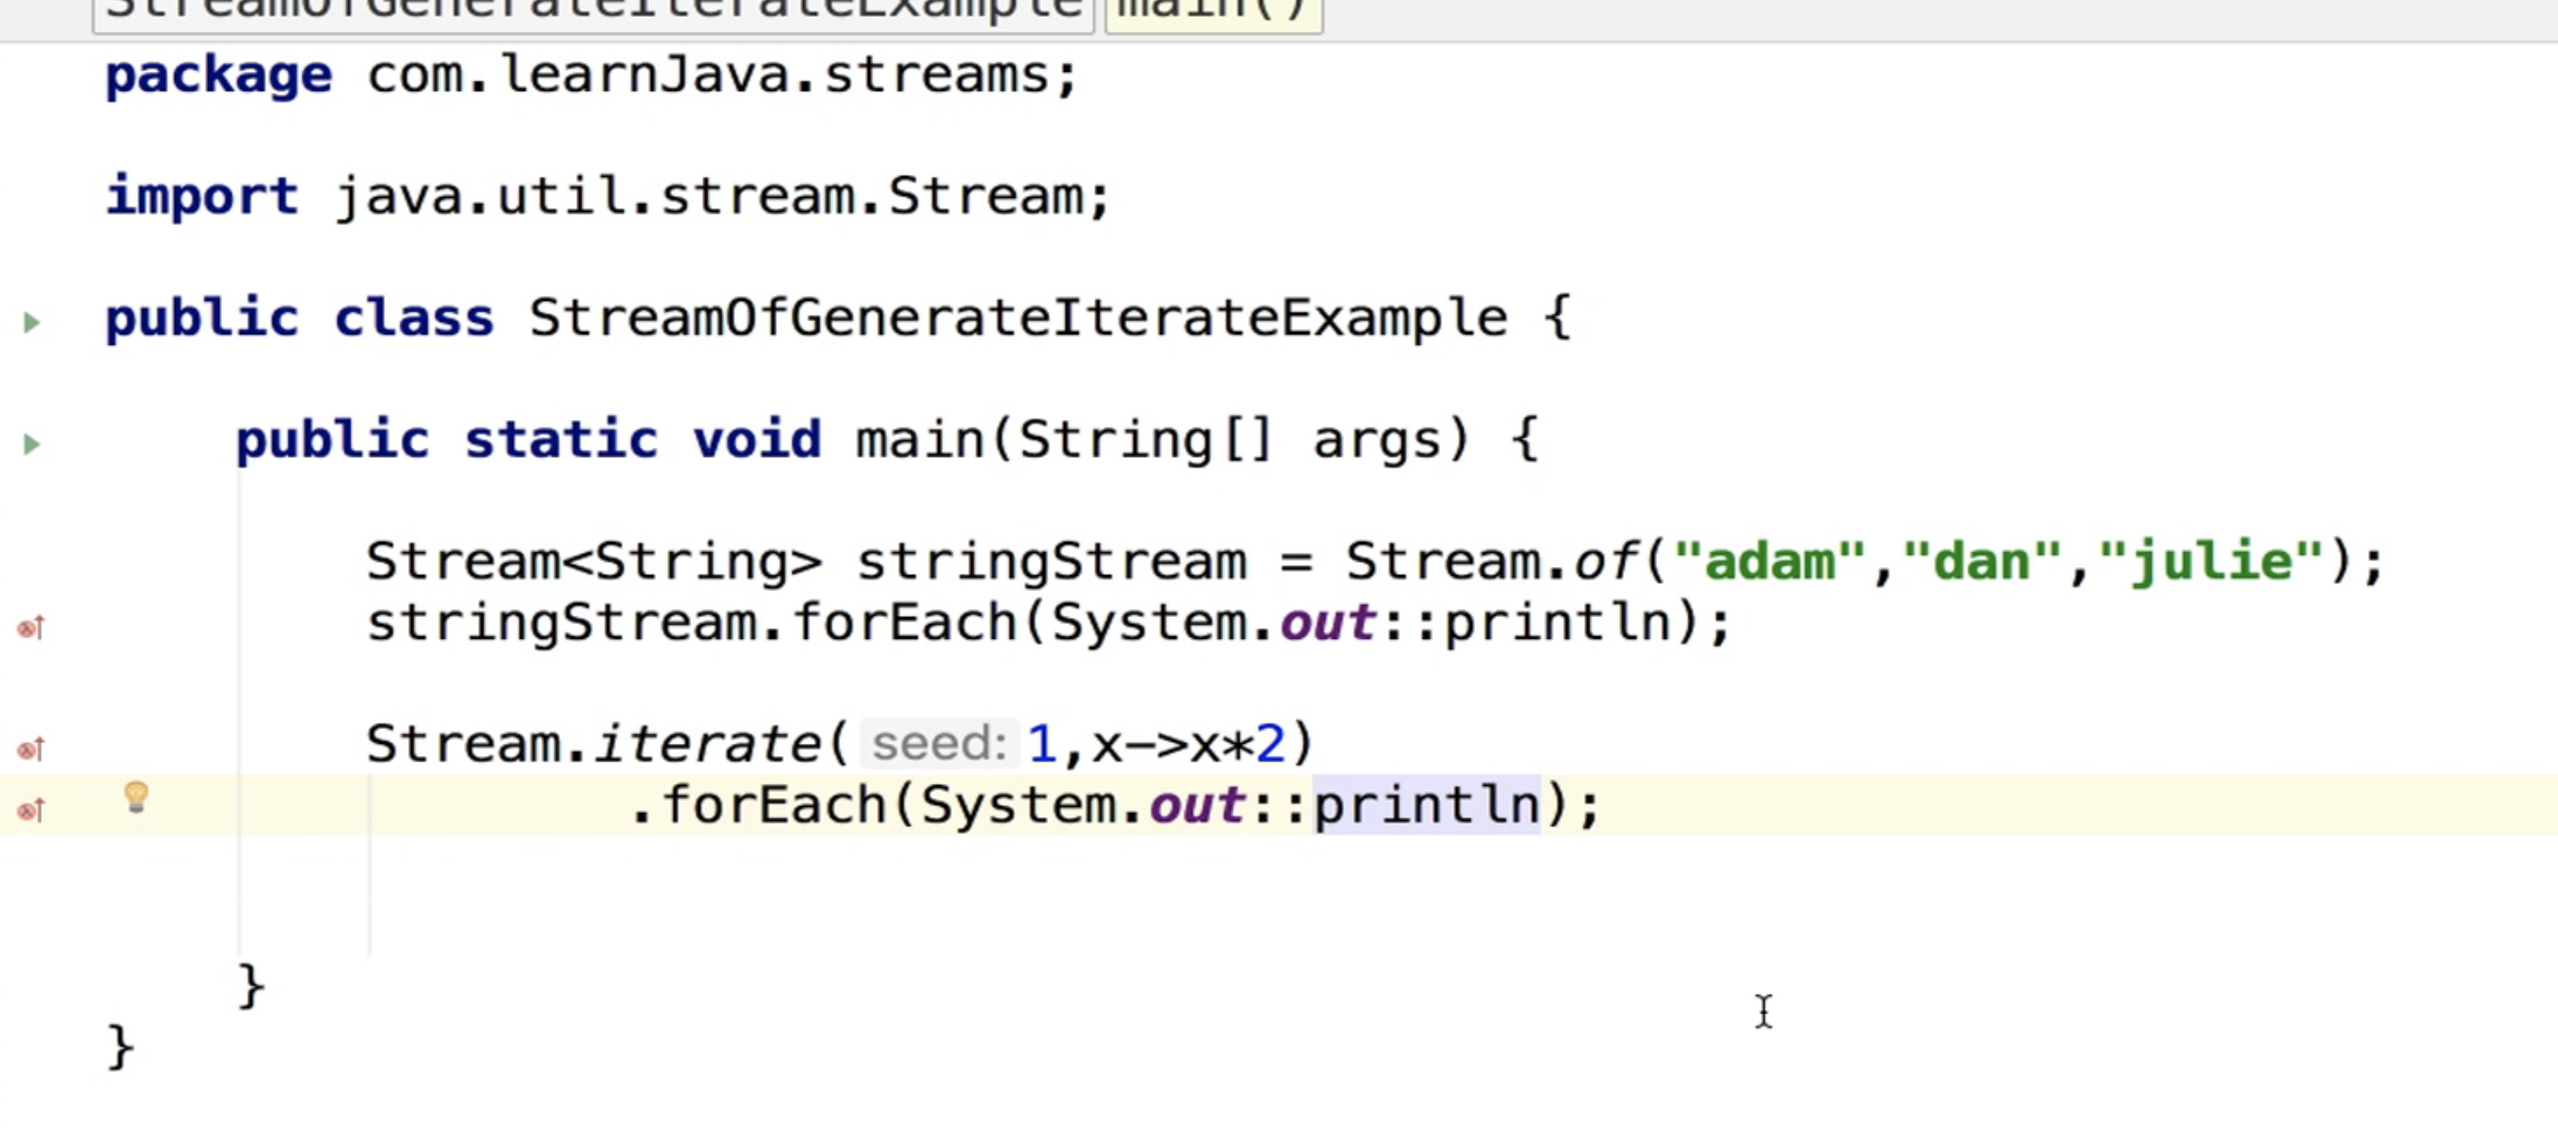 StreamOfGenerateIterateExample main()
package com.learnJava.streams;
import java.util.stream.Stream;
public class StreamOfGenerateIterateExample {
public static void main(String[] args) {
Stream<String> stringStream = Stream.of("adam","dan","julie");
stringStream.forEach(System.out::println);
Stream.iterate( seed: 1,x->x*2)
.forEach(System.out::println);
}
}